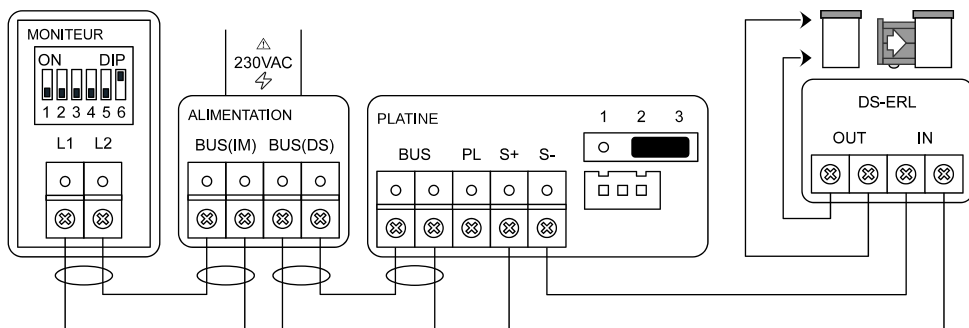 MONITEUR
ON DIP
1 2 3 4 5 6
L1 L2
230VAC
ALIMENTATION
BUS(IM) BUS(DS)
PLATINE
1 2 3
BUS PL S+ S-
DS-ERL
OUT IN